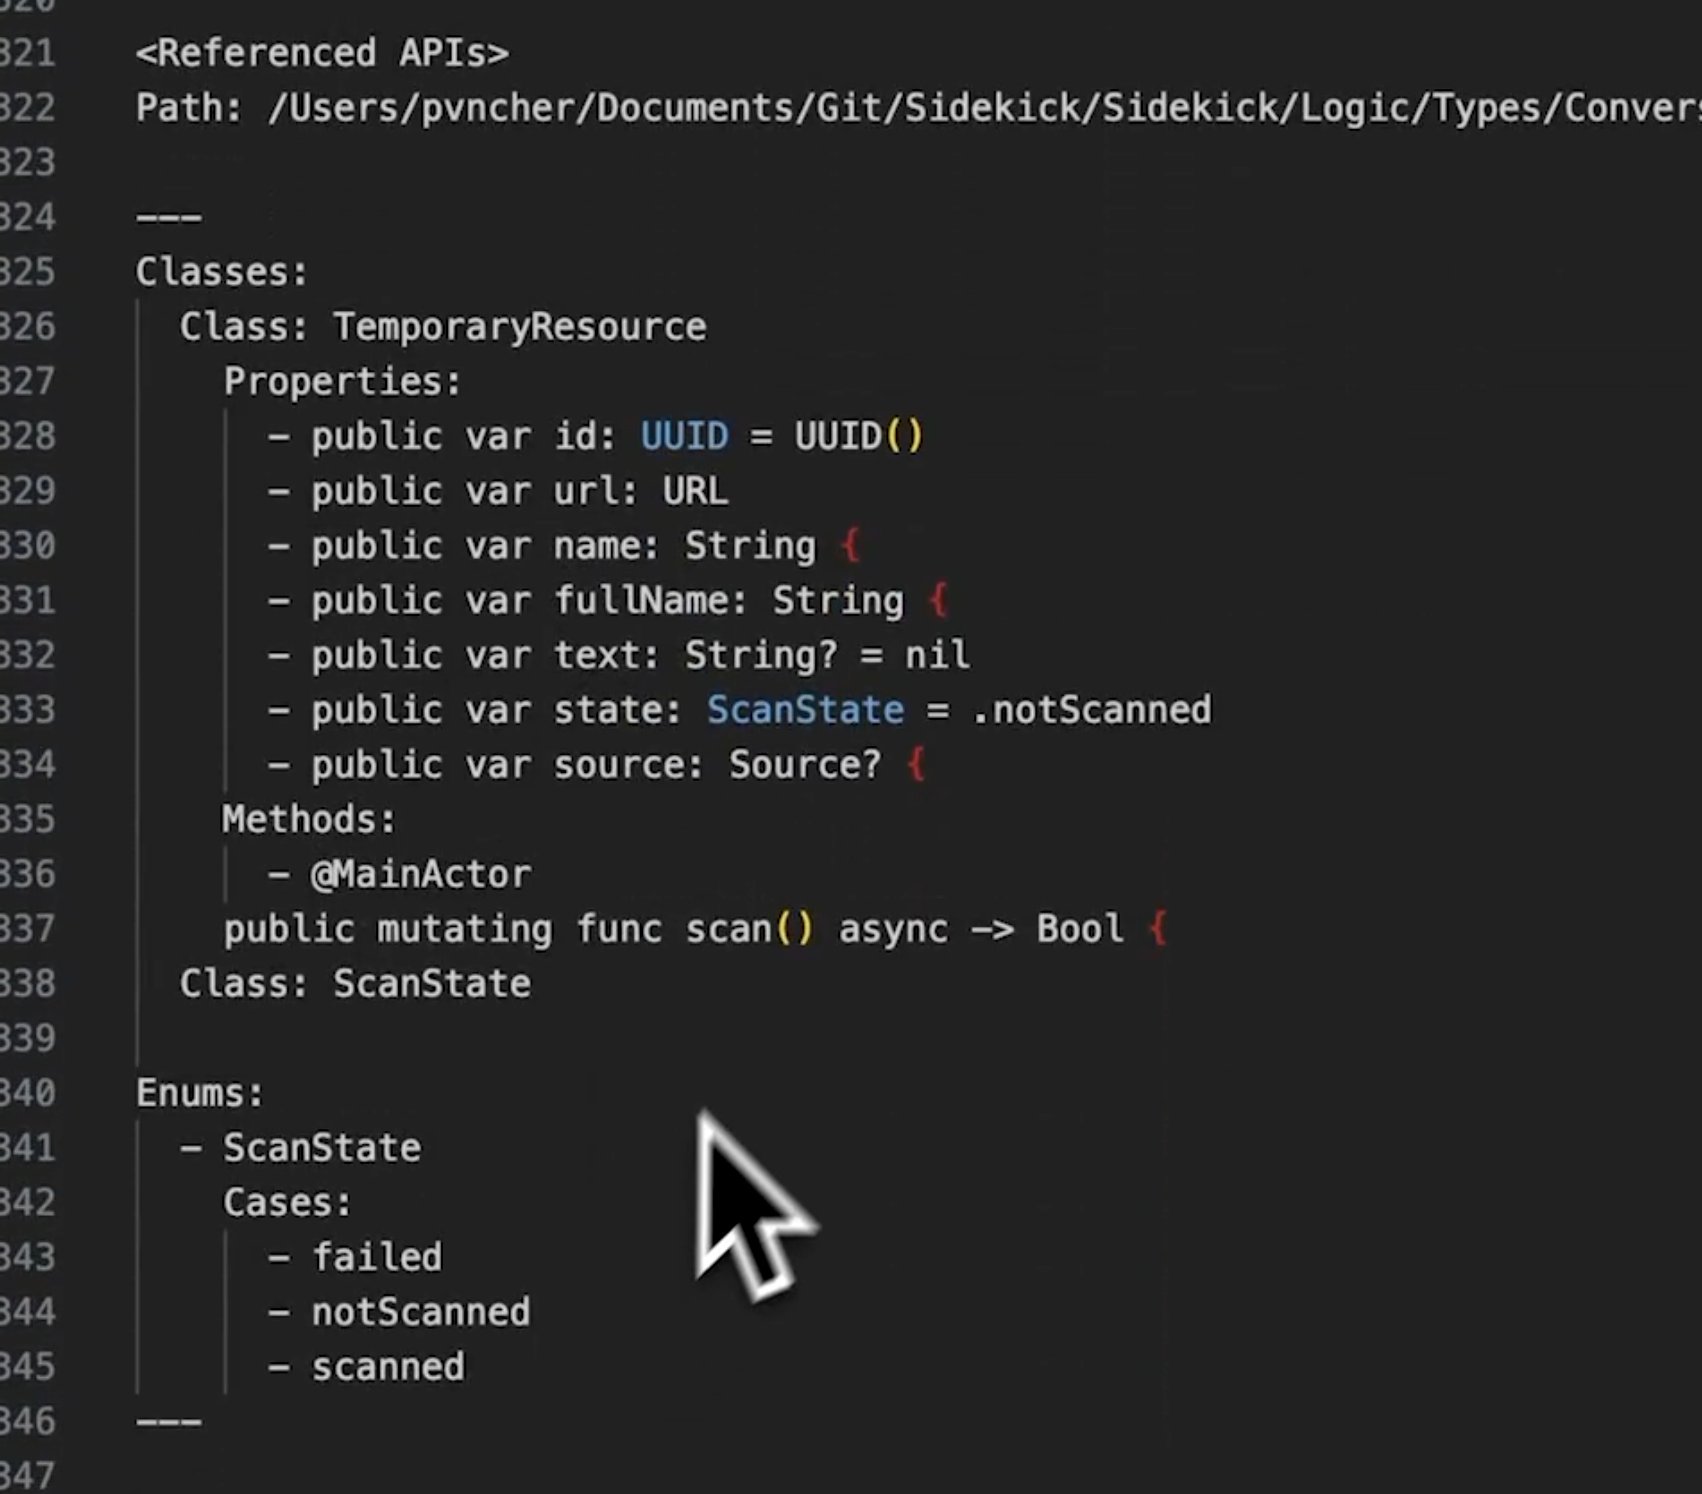 320
321 <Referenced APIs>
322 Path: /Users/pvncher/Documents/Git/Sidekick/Sidekick/Logic/Types/Convers
323
324 ---
325 Classes:
326 Class: TemporaryResource
327 Properties:
328 - public var id: UUID = UUID()
329 - public var url: URL
330 - public var name: String {
331 - public var fullName: String {
332 - public var text: String? = nil
333 - public var state: ScanState = .notScanned
334 - public var source: Source? {
335 Methods:
336 - @MainActor
337 public mutating func scan() async -> Bool {
338 Class: ScanState
339
340 Enums:
341 - ScanState
342 Cases:
343 - failed
344 - notScanned
345 - scanned
346 ---
347